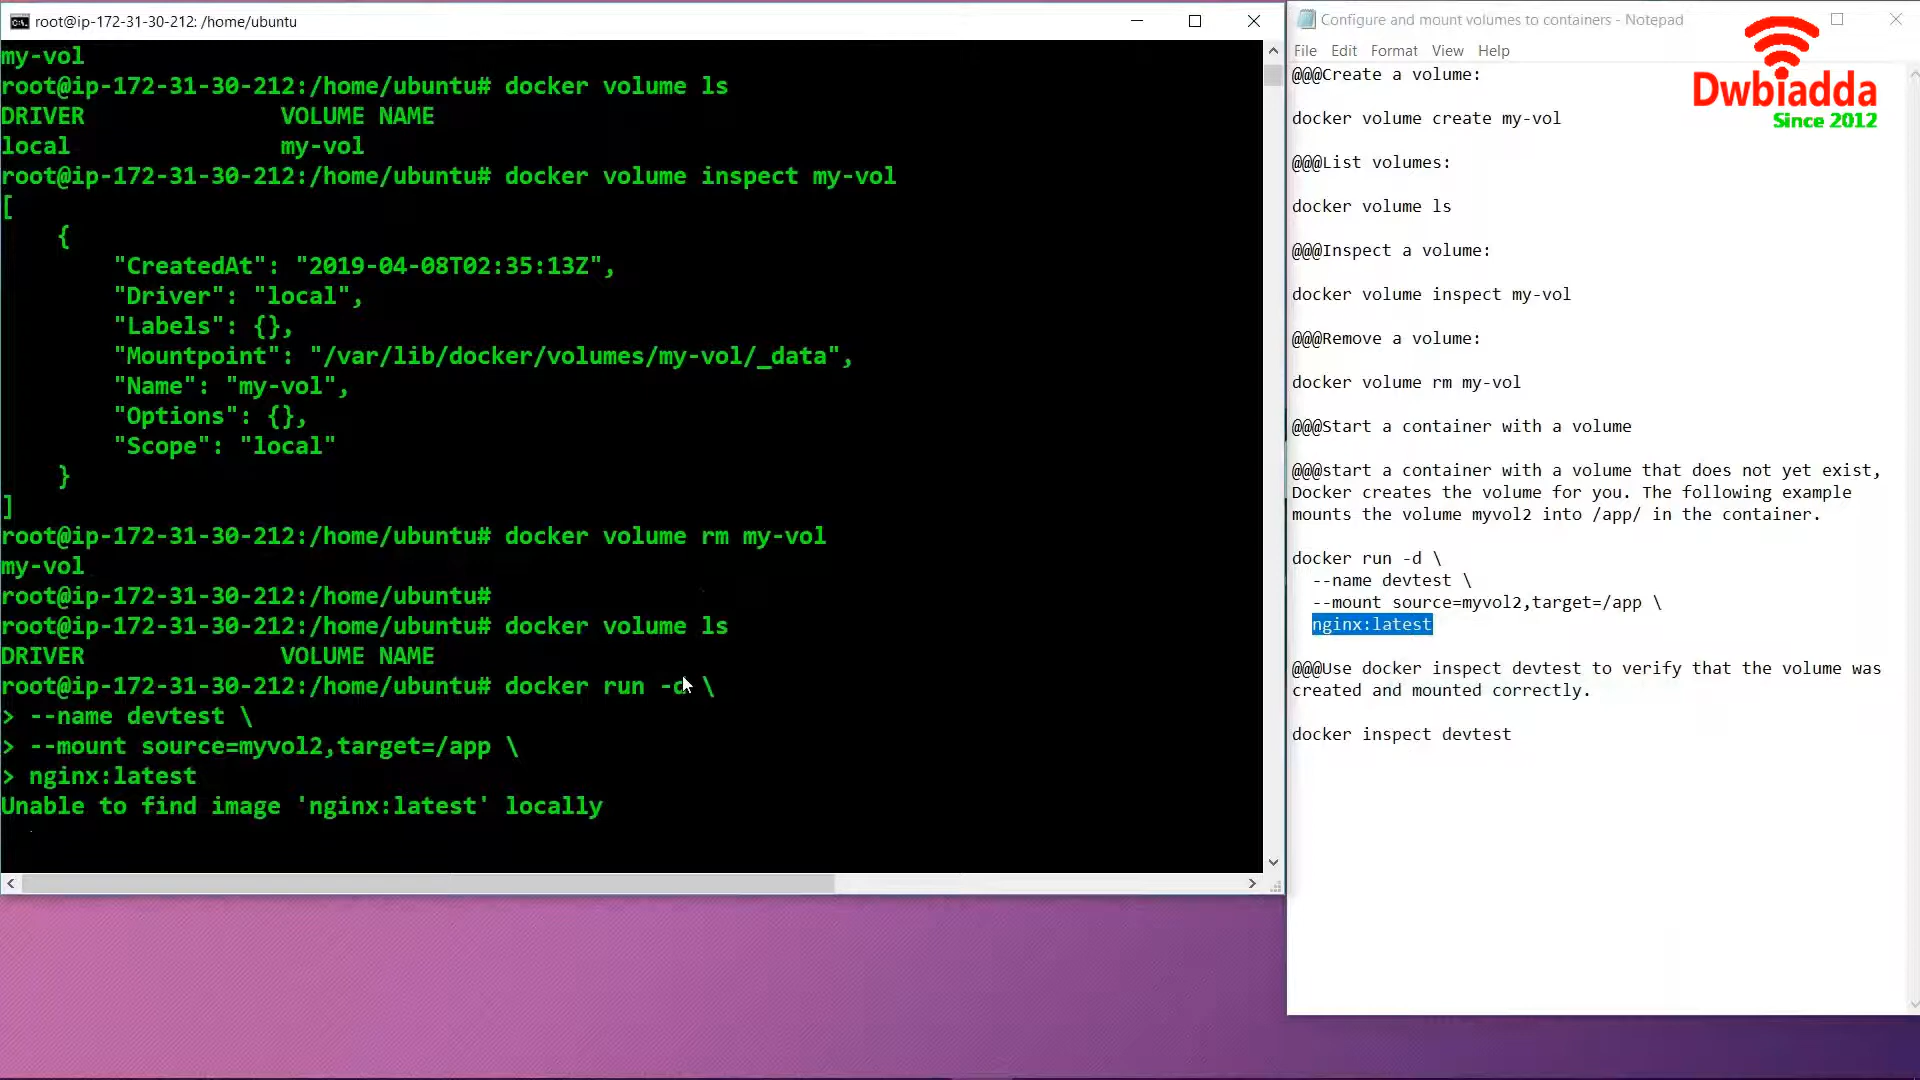 root@ip-172-31-30-212: /home/ubuntu
my-vol
root@ip-172-31-30-212:/home/ubuntu# docker volume ls
DRIVER              VOLUME NAME
local               my-vol
root@ip-172-31-30-212:/home/ubuntu# docker volume inspect my-vol
[
    {
        "CreatedAt": "2019-04-08T02:35:13Z",
        "Driver": "local",
        "Labels": {},
        "Mountpoint": "/var/lib/docker/volumes/my-vol/_data",
        "Name": "my-vol",
        "Options": {},
        "Scope": "local"
    }
]
root@ip-172-31-30-212:/home/ubuntu# docker volume rm my-vol
my-vol
root@ip-172-31-30-212:/home/ubuntu#
root@ip-172-31-30-212:/home/ubuntu# docker volume ls
DRIVER              VOLUME NAME
root@ip-172-31-30-212:/home/ubuntu# docker run -d \
> --name devtest \
> --mount source=myvol2,target=/app \
> nginx:latest
Unable to find image 'nginx:latest' locally
Configure and mount volumes to containers - Notepad
File Edit Format View Help
@@@Create a volume:
docker volume create my-vol
@@@List volumes:
docker volume ls
@@@Inspect a volume:
docker volume inspect my-vol
@@@Remove a volume:
docker volume rm my-vol
@@@Start a container with a volume
@@@start a container with a volume that does not yet exist,
Docker creates the volume for you. The following example
mounts the volume myvol2 into /app/ in the container.
docker run -d \
  --name devtest \
  --mount source=myvol2,target=/app \
  nginx:latest
@@@Use docker inspect devtest to verify that the volume was
created and mounted correctly.
docker inspect devtest
Dwbiadda
Since 2012